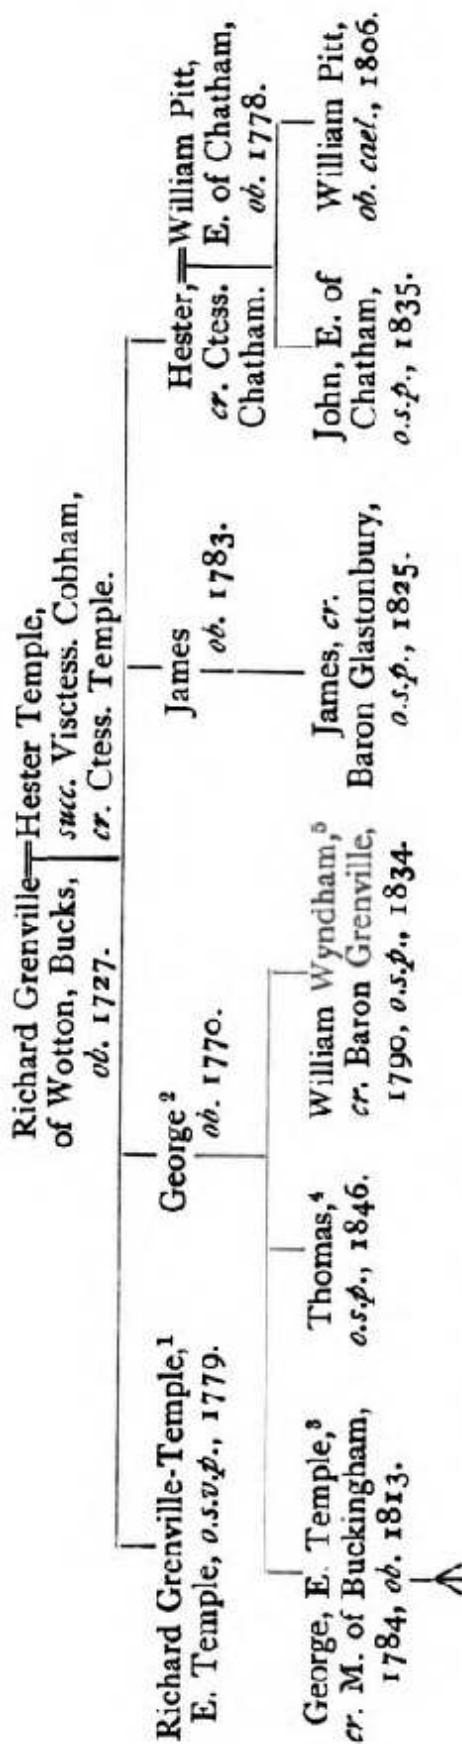 Richard Grenville=Hester Temple,
of Wotton, Bucks,
ob. 1727.
succ. Visctess. Cobham,
cr. Ctess. Temple.
Richard Grenville-Temple,¹
E. Temple, o.s.v.p., 1779.
George ²
ob. 1770.
James
ob. 1783.
Hester,=William Pitt,
cr. Ctess.
Chatham.
E. of Chatham,
ob. 1778.
George, E. Temple,³
cr. M. of Buckingham,
1784, ob. 1813.
Thomas,⁴
o.s.p., 1846.
William Wyndham,⁵
cr. Baron Grenville,
1790, o.s.p., 1834.
James, cr.
Baron Glastonbury,
o.s.p., 1825.
John, E. of
Chatham,
o.s.p., 1835.
William Pitt,
ob. cael., 1806.